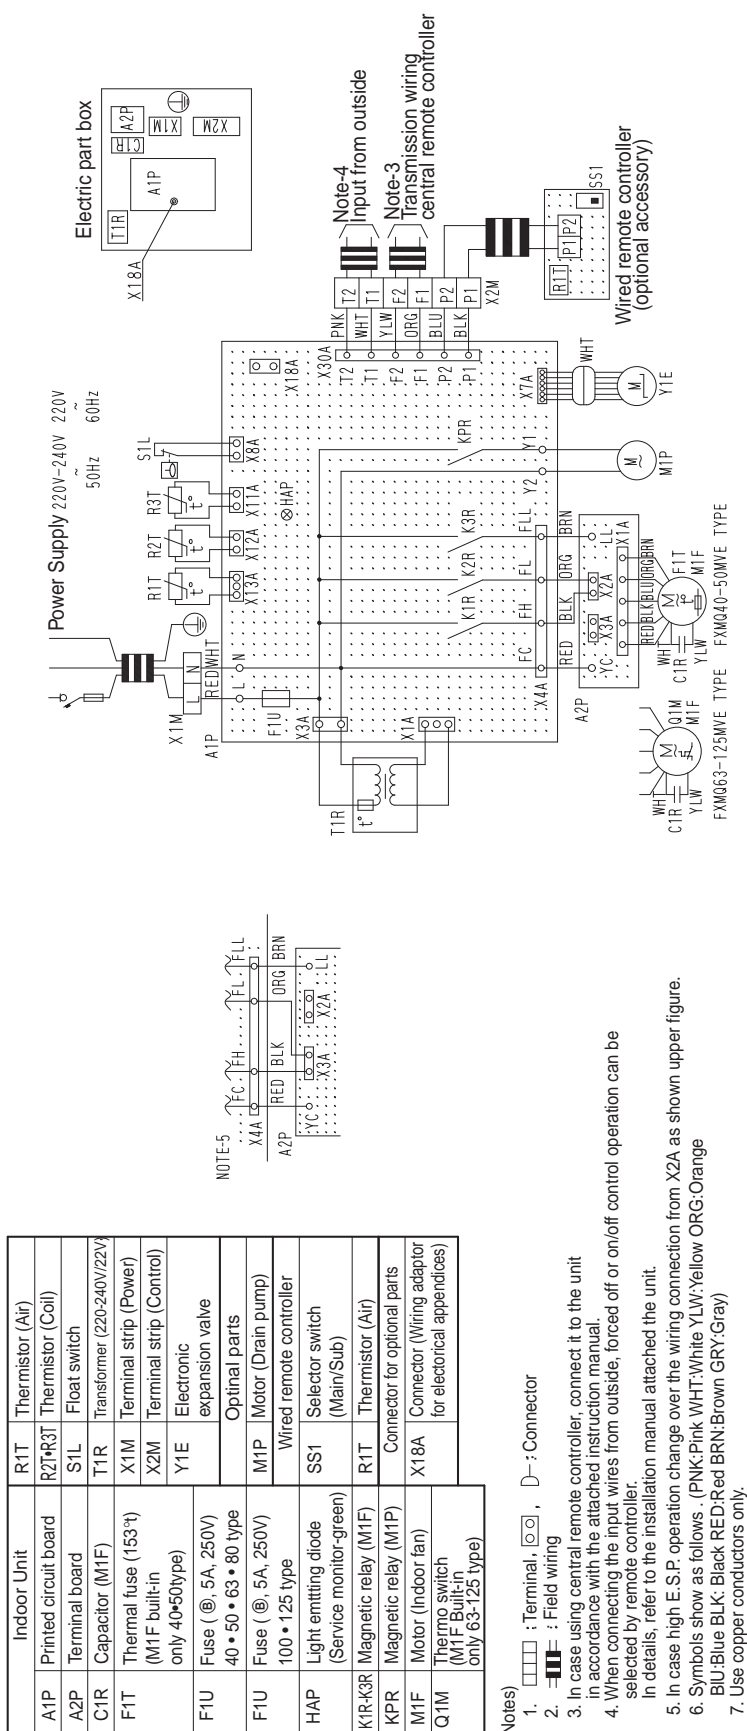 Electric part box
T1R
C1R
A2P
A1P
X1M
X2M
X18A
Power Supply 220V-240V 220V
~ ~
50Hz 60Hz
X1M
L N
RED WHT
L N
A1P
F1U
X3A
X1A
T1R
t°
R1T
t°
X13A
R2T
t°
X12A
R3T
t°
X11A
S1L
X8A
HAP
X18A
X30A
T2
T1
F2
F1
P2
P1
PNK
WHT
YLW
ORG
BLU
BLK
T2
T1
F2
F1
P2
P1
X2M
Note-4
Input from outside
Note-3
Transmission wiring
central remote controller
R1T
P1 P2
SS1
Wired remote controller
(optional accessory)
K1R
K2R
K3R
KPR
X4A
FC
FH
FL
FLL
Y2
Y1
X7A
WHT
M
Y1E
M
~
M1P
RED
BLK
ORG
BRN
A2P
YC
X3A
X2A
LL
X1A
RED BLK BLU ORG BRN
WH
C1R
YLW
M
~
t°
F1T
M1F
FXMQ40-50MVE TYPE
WH
C1R
YLW
M
~
Q1M
M1F
FXMQ63-125MVE TYPE
NOTE-5
FC FH FL FLL
X4A
RED BLK ORG BRN
A2P
YC
X3A
X2A
LL
Indoor Unit
A1P Printed circuit board
A2P Terminal board
C1R Capacitor (M1F)
F1T Thermal fuse (153°t)
(M1F built-in
only 40•50type)
F1U Fuse ( Ⓑ, 5A, 250V)
40 • 50 • 63 • 80 type
F1U Fuse ( Ⓑ, 5A, 250V)
100 • 125 type
HAP Light emttting diode
(Service monitor-green)
K1R-K3R Magnetic relay (M1F)
KPR Magnetic relay (M1P)
M1F Motor (Indoor fan)
Q1M Thermo switch
(M1F Built-in
only 63-125 type)
R1T Thermistor (Air)
R2T•R3T Thermistor (Coil)
S1L Float switch
T1R Transformer (220-240V/22V)
X1M Terminal strip (Power)
X2M Terminal strip (Control)
Y1E Electronic
expansion valve
Optinal parts
M1P Motor (Drain pump)
Wired remote controller
SS1 Selector switch
(Main/Sub)
R1T Thermistor (Air)
Connector for optional parts
X18A Connector (Wiring adaptor
for electorical appendices)
Notes)
1. : Terminal, , : Connector
2. : Field wiring
3. In case using central remote controller, connect it to the unit
in accordance with the attached instruction manual.
4. When connecting the input wires from outside, forced off or on/off control operation can be
selected by remote controller.
In details, refer to the installation manual attached the unit.
5. In case high E.S.P. operation change over the wiring connection from X2A as shown upper figure.
6. Symbols show as follows . (PNK:Pink WHT:White YLW:Yellow ORG:Orange
BlU:Blue BLK: Black RED:Red BRN:Brown GRY:Gray)
7. Use copper conductors only.